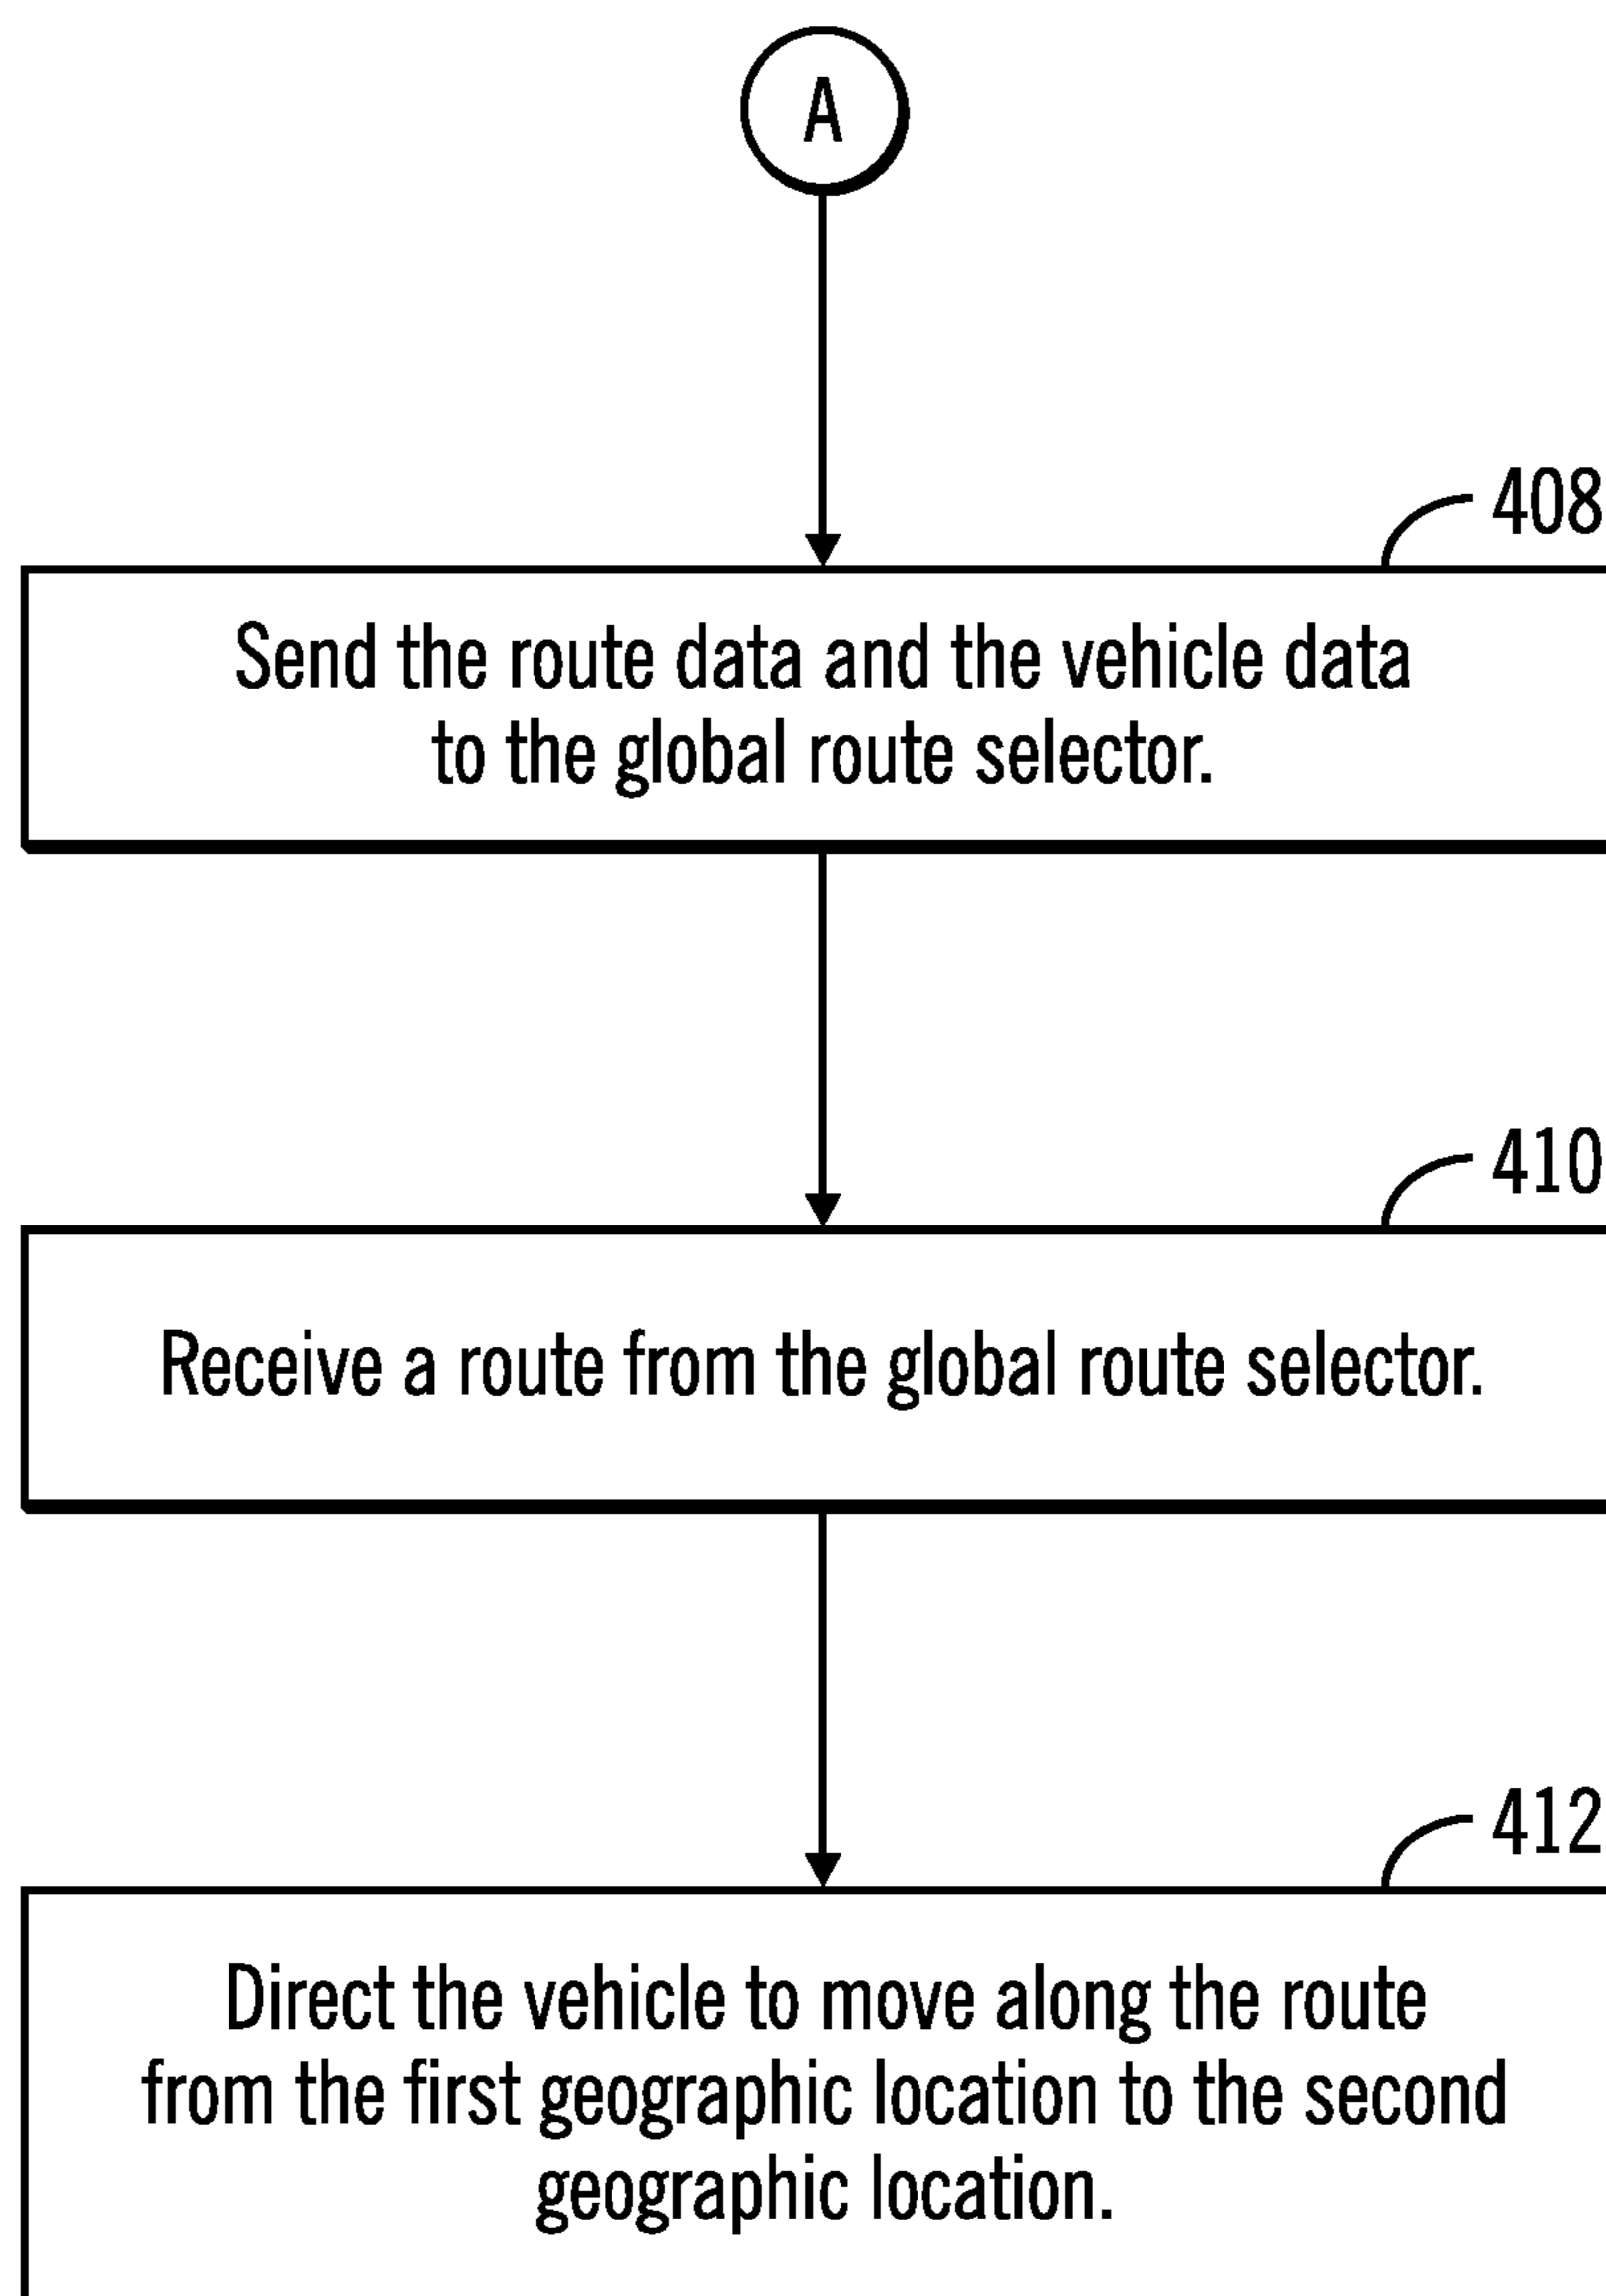 A
408
Send the route data and the vehicle data
to the global route selector.
410
Receive a route from the global route selector.
412
Direct the vehicle to move along the route
from the first geographic location to the second
geographic location.